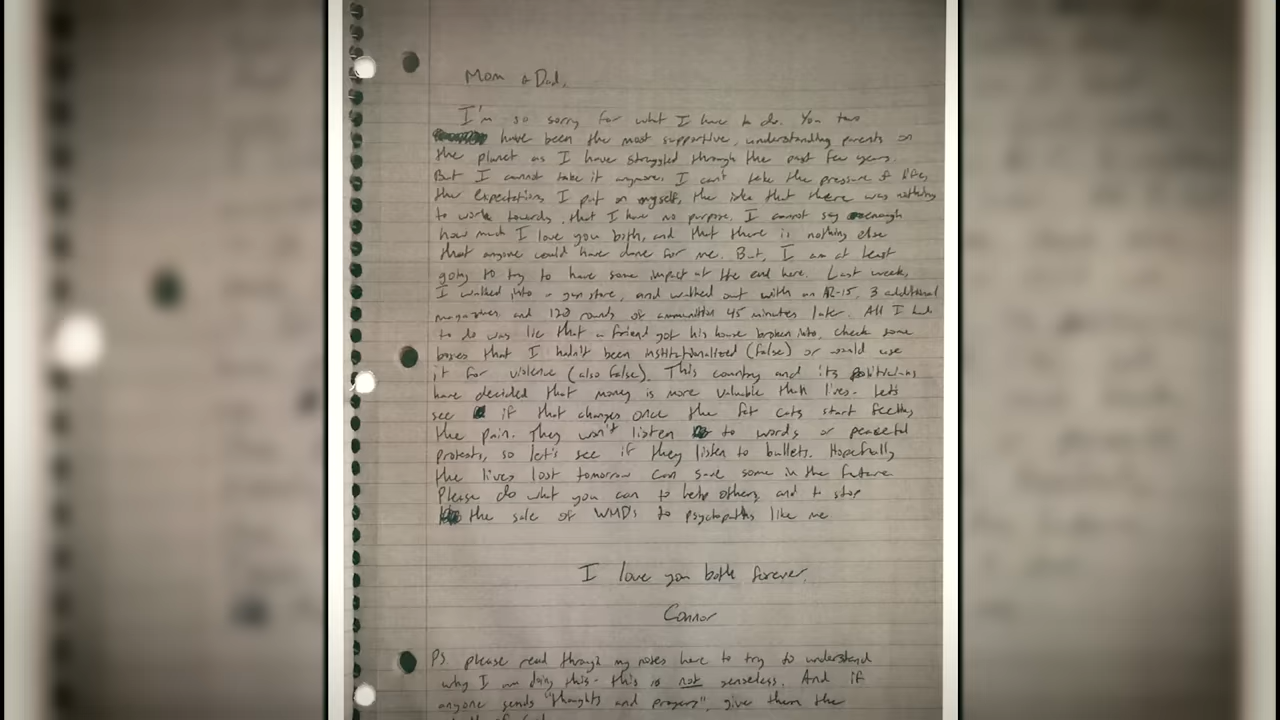 Mom & Dad,
I'm so sorry for what I have to do. You two
have been the most supportive, understanding parents on
the planet as I have struggled through the past few years.
But I cannot take it anymore. I can't take the pressure of life,
the expectations I put on myself, the idea that there was nothing
to work towards, that I have no purpose. I cannot say enough
how much I love you both, and that there is nothing else
that anyone could have done for me. But, I am at least
going to try to have some impact at the end here. Last week,
I walked into a gun store, and walked out with an AR-15, 3 additional
magazines and 120 rounds of ammunition 45 minutes later. All I had
to do was lie that a friend got his house broken into, check some
boxes that I hadn't been institutionalized (false) or would use
it for violence (also false). This country and its politicians
have decided that money is more valuable than lives. Let's
see if that changes once the fat cats start feeling
the pain. They won't listen to words or peaceful
protests, so let's see if they listen to bullets. Hopefully
the lives lost tomorrow can save some in the future.
Please do what you can to help others, and to stop
the sale of WMDs to psychopaths like me.
I love you both forever,
Connor
PS. please read through my notes here to try to understand
why I am doing this - this is not senseless. And if
anyone sends "thoughts and prayers", give them the